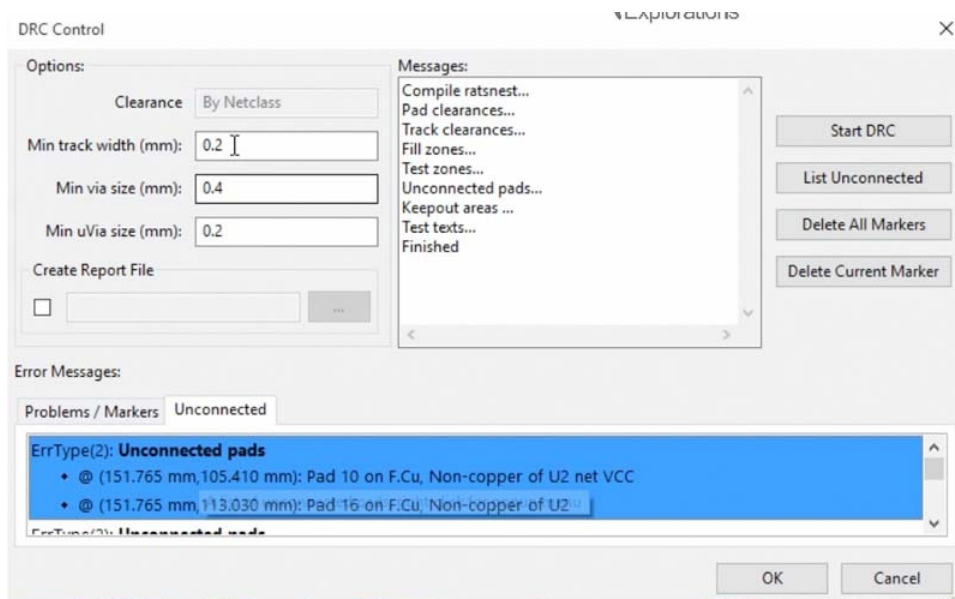 Explorations
DRC Control
Options:
Clearance
By Netclass
Min track width (mm):
0.2
Min via size (mm):
0.4
Min uVia size (mm):
0.2
Create Report File
...
Messages:
Compile ratsnest...
Pad clearances...
Track clearances...
Fill zones...
Test zones...
Unconnected pads...
Keepout areas ...
Test texts...
Finished
Start DRC
List Unconnected
Delete All Markers
Delete Current Marker
Error Messages:
Problems / Markers
Unconnected
ErrType(2): Unconnected pads
• @ (151.765 mm,105.410 mm): Pad 10 on F.Cu, Non-copper of U2 net VCC
• @ (151.765 mm,113.030 mm): Pad 16 on F.Cu, Non-copper of U2
ErrType(2): Unconnected pads
OK
Cancel